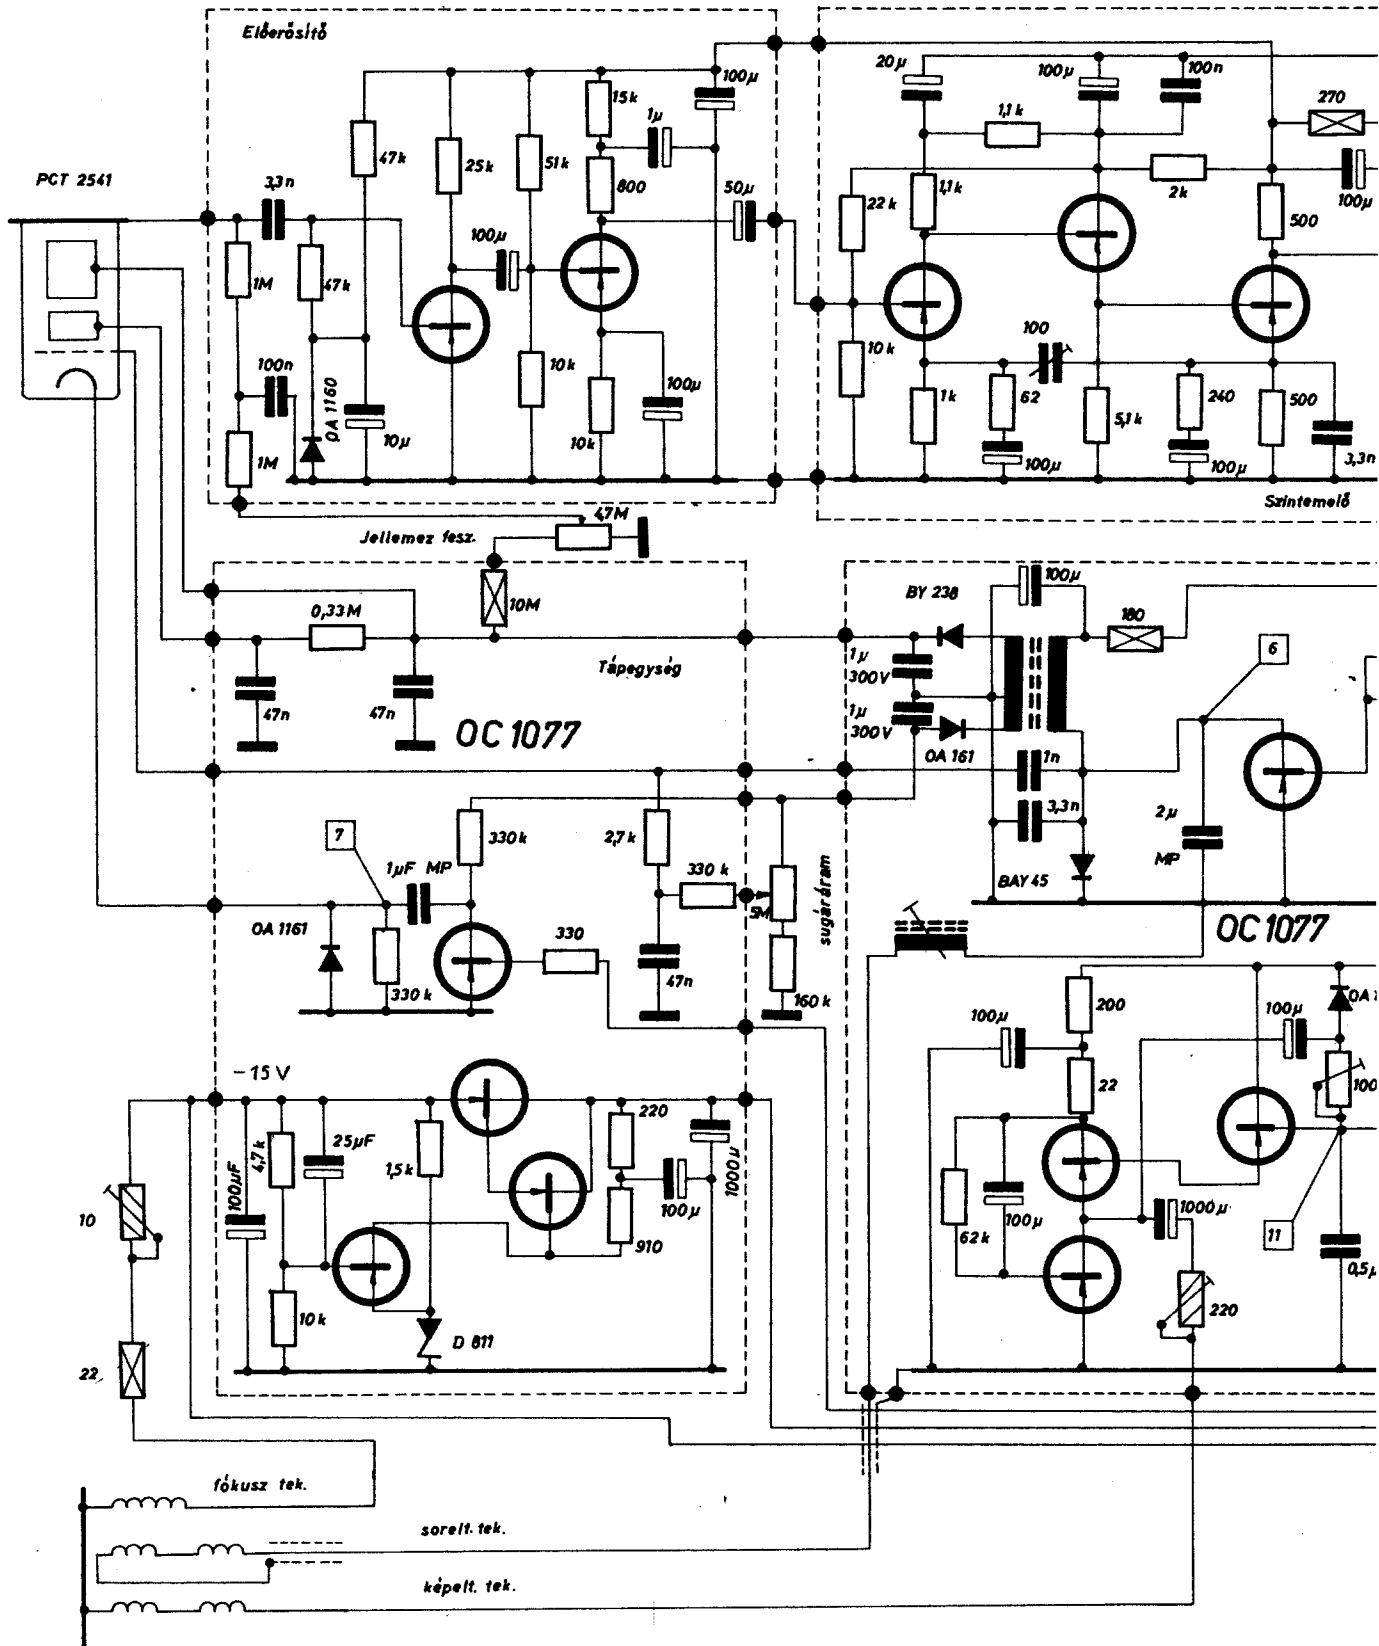 Előerősítő
PCT 2541
3,3n
1M
47k
100n
1M
OA 1160
47k
10µ
25k
100µ
51k
10k
15k
1µ
800
10k
100µ
100µ
50µ
20µ
1,1k
100µ
100n
270
22k
1,1k
2k
100µ
500
10k
1k
100
62
100µ
5,1k
240
100µ
500
3,3n
Szintemelő
Jellemez fesz.
4,7M
10M
0,33M
47n
47n
Tápegység
OC 1077
BY 238
100µ
180
1µ
300V
1µ
300V
OA 161
1n
3,3n
BAY 45
6
2µ
MP
OC 1077
7
1µF MP
330k
2,7k
330 k
5M
sugáráram
OA 1161
330k
330
47n
160k
-15 V
4,7k
25µF
100µF
1,5k
220
100µ
1000µ
910
10k
D 811
10
22
200
100µ
22
62k
100µ
1000µ
220
100µ
OA 1
100
11
0,5µ
fókusz tek.
sorelt. tek.
képelt. tek.